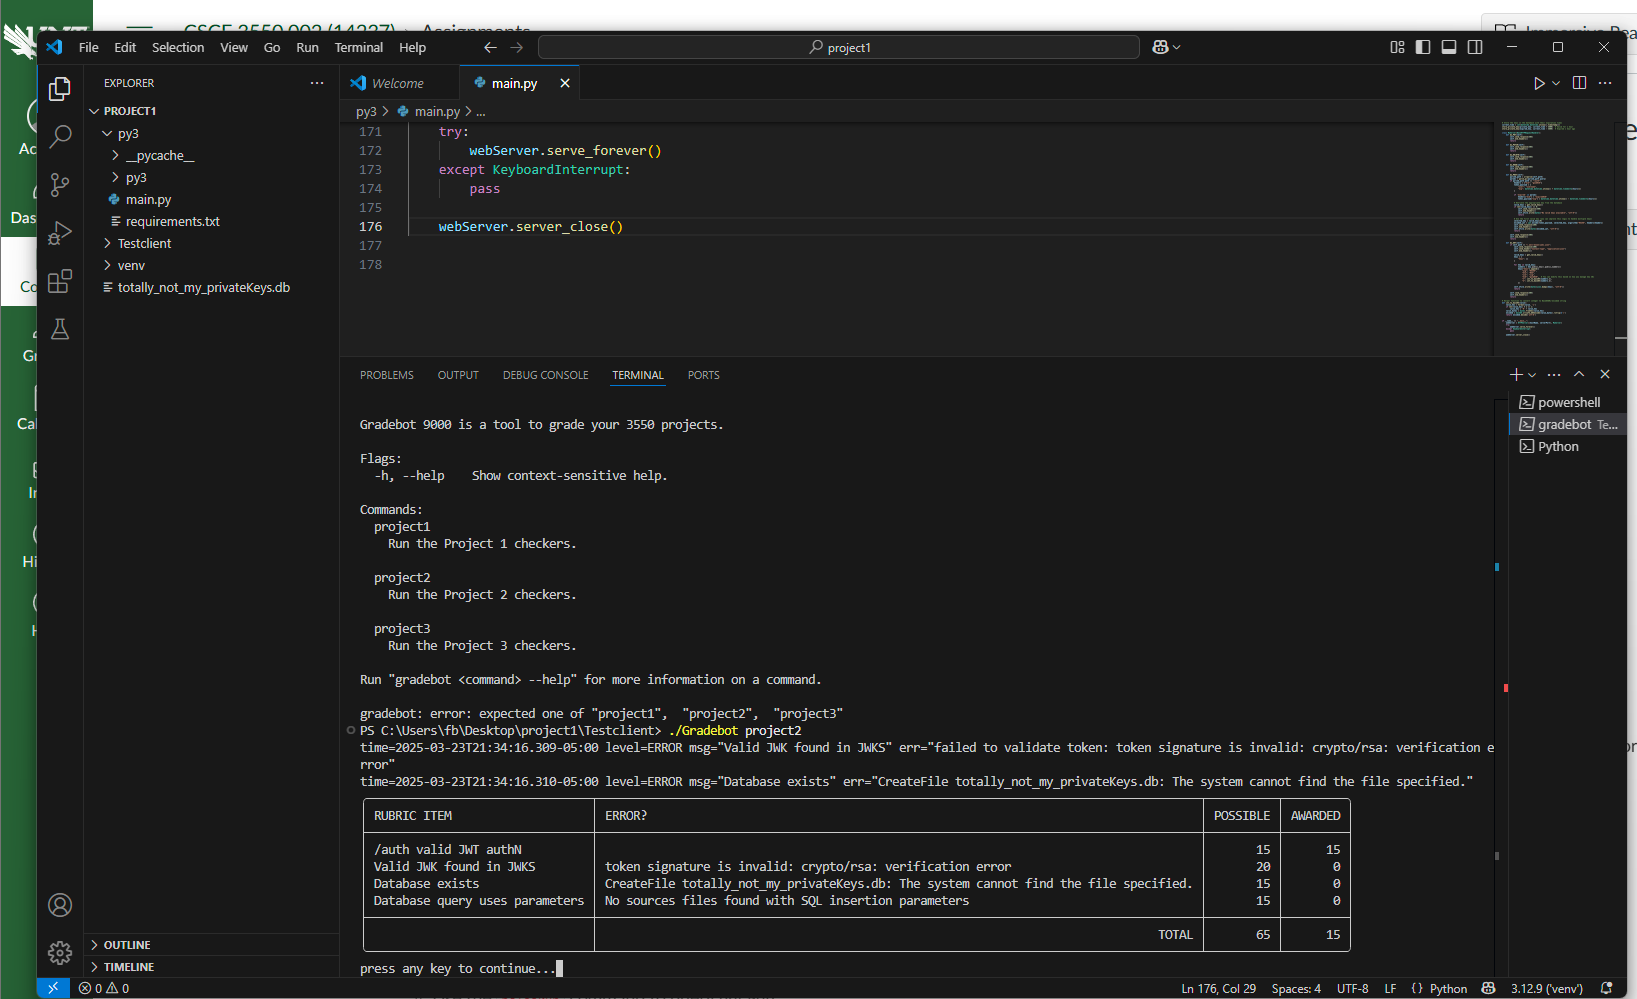 File Edit Selection View Go Run Terminal Help
project1
EXPLORER
PROJECT1
py3
__pycache__
py3
main.py
requirements.txt
Testclient
venv
totally_not_my_privateKeys.db
OUTLINE
TIMELINE
Welcome
main.py
py3 > main.py > ...
171 try:
172 webServer.serve_forever()
173 except KeyboardInterrupt:
174 pass
175
176 webServer.server_close()
177
178
PROBLEMS OUTPUT DEBUG CONSOLE TERMINAL PORTS
powershell
gradebot Te...
Python
Gradebot 9000 is a tool to grade your 3550 projects.
Flags:
-h, --help Show context-sensitive help.
Commands:
project1
Run the Project 1 checkers.
project2
Run the Project 2 checkers.
project3
Run the Project 3 checkers.
Run "gradebot <command> --help" for more information on a command.
gradebot: error: expected one of "project1", "project2", "project3"
PS C:\Users\fb\Desktop\project1\Testclient> ./Gradebot project2
time=2025-03-23T21:34:16.309-05:00 level=ERROR msg="Valid JWK found in JWKS" err="failed to validate token: token signature is invalid: crypto/rsa: verification e
rror"
time=2025-03-23T21:34:16.310-05:00 level=ERROR msg="Database exists" err="CreateFile totally_not_my_privateKeys.db: The system cannot find the file specified."
RUBRIC ITEM ERROR? POSSIBLE AWARDED
/auth valid JWT authN 15 15
Valid JWK found in JWKS token signature is invalid: crypto/rsa: verification error 20 0
Database exists CreateFile totally_not_my_privateKeys.db: The system cannot find the file specified. 15 0
Database query uses parameters No sources files found with SQL insertion parameters 15 0
TOTAL 65 15
press any key to continue...
0 0
Ln 176, Col 29 Spaces: 4 UTF-8 LF {} Python 3.12.9 ('venv')